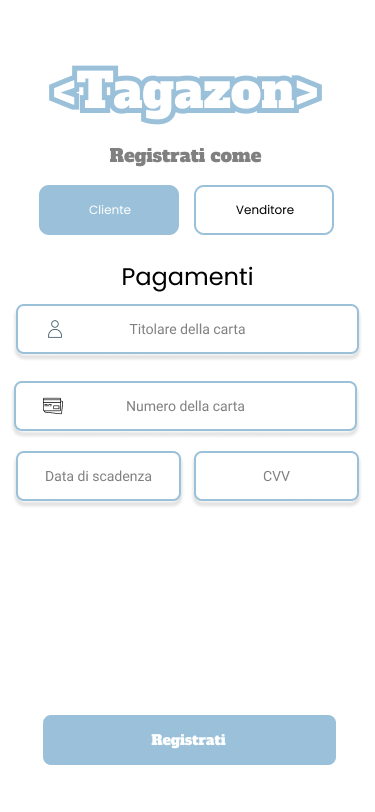 <Tagazon>
Registrati come
Cliente
Venditore
Pagamenti
Titolare della carta
Numero della carta
Data di scadenza
CVV
Registrati